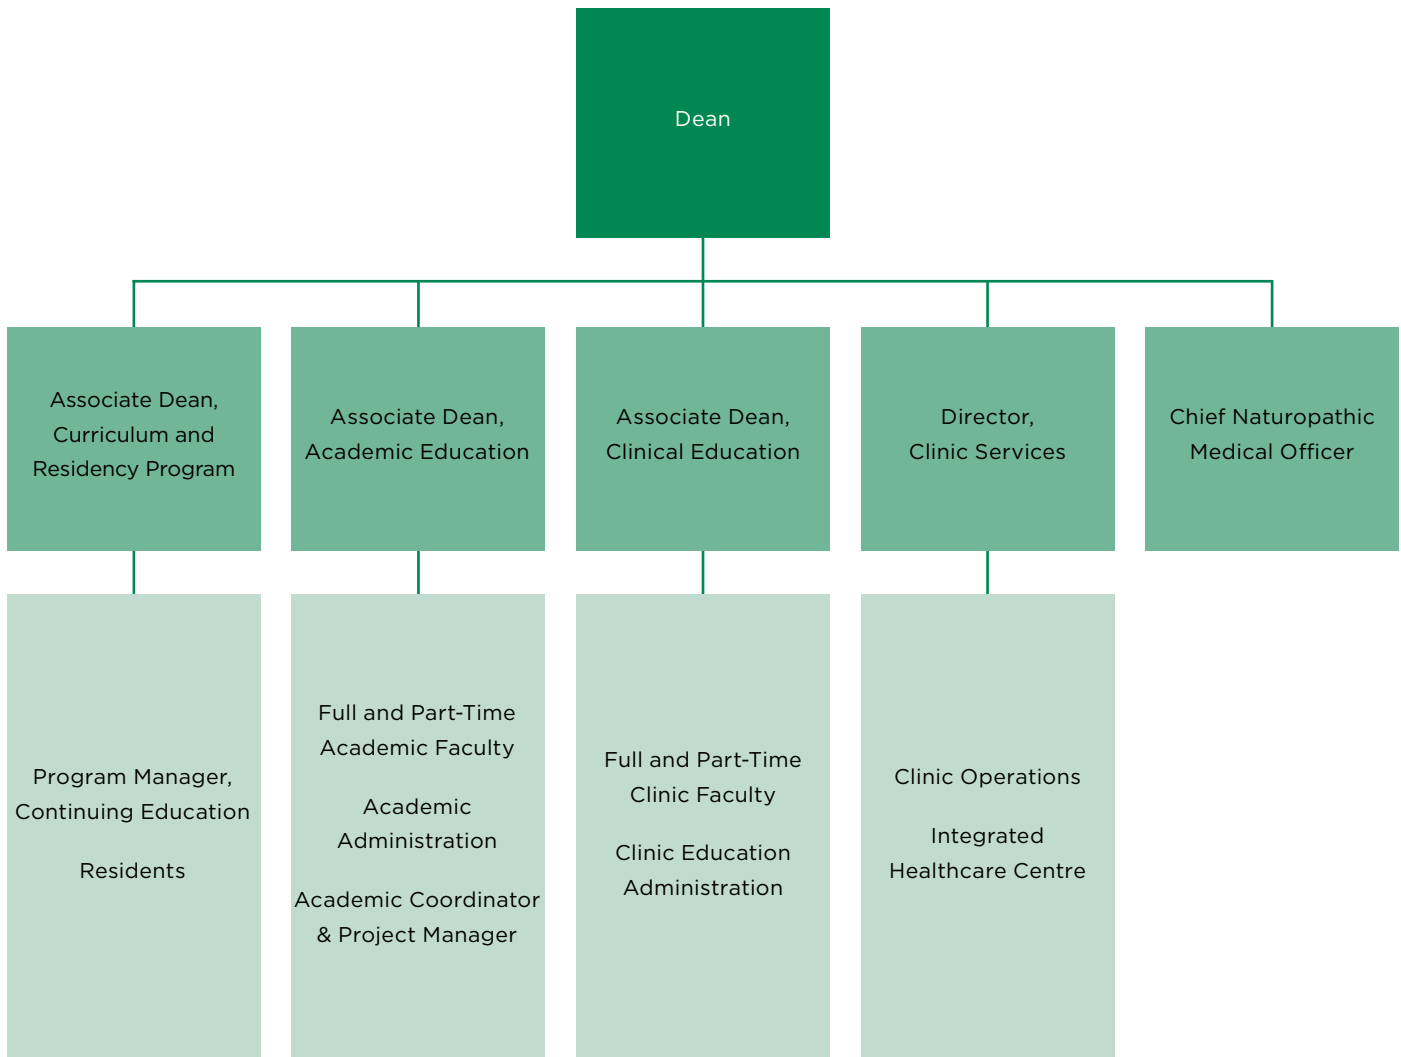 Dean
Associate Dean,
Curriculum and
Residency Program
Associate Dean,
Academic Education
Associate Dean,
Clinical Education
Director,
Clinic Services
Chief Naturopathic
Medical Officer
Program Manager,
Continuing Education
Residents
Full and Part-Time
Academic Faculty
Academic
Administration
Academic Coordinator
& Project Manager
Full and Part-Time
Clinic Faculty
Clinic Education
Administration
Clinic Operations
Integrated
Healthcare Centre